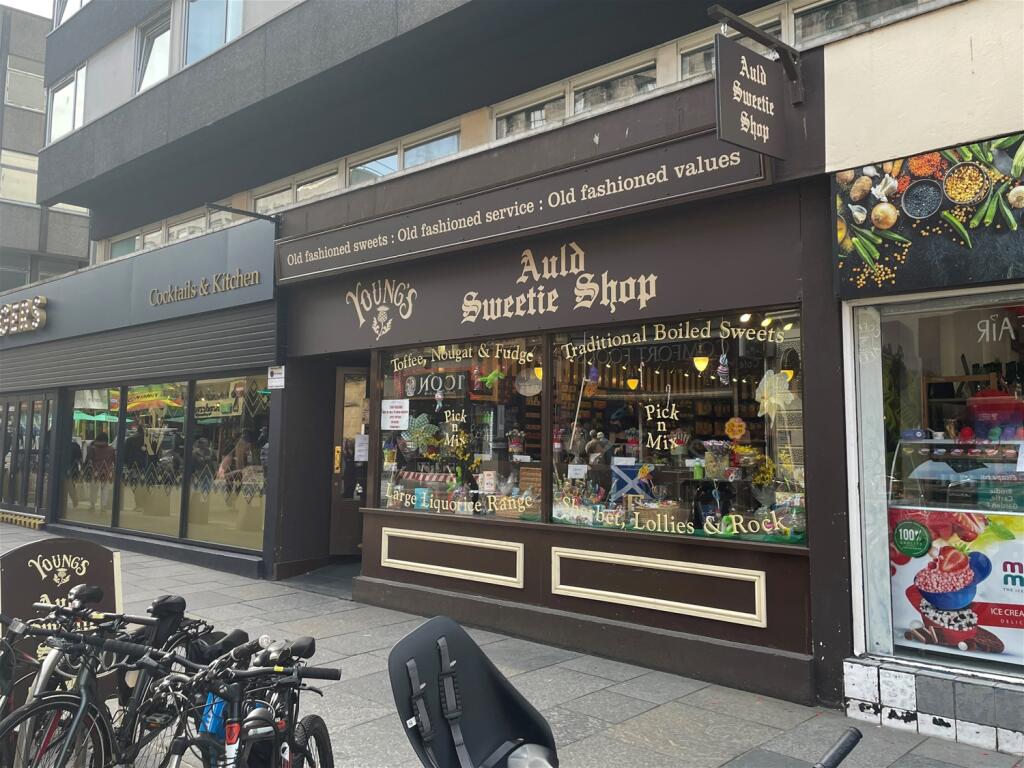 Auld
Sweetie
Shop
Old fashioned sweets : Old fashioned service : Old fashioned values
Cocktails & Kitchen
YOUNG'S
Auld
Sweetie Shop
Toffee, Nougat & Fudge
Traditional Boiled Sweets
Pick
n
Mix
Pick
n
Mix
Large Liquorice Range
Sherbet, Lollies & Rock
YOUNG'S
100%
ICE CREA